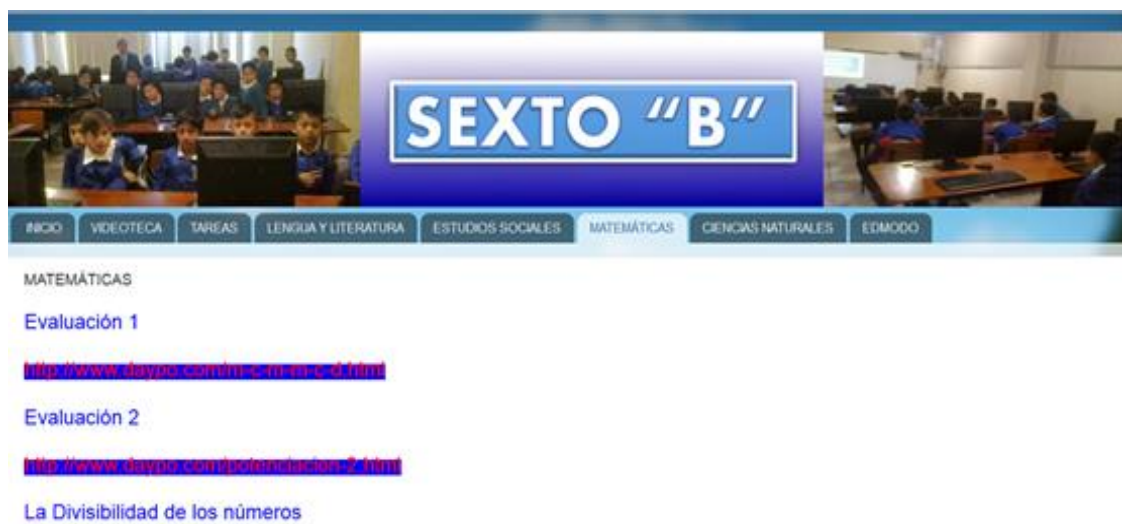 SEXTO "B"
INICIO VIDEOTECA TAREAS LENGUA Y LITERATURA ESTUDIOS SOCIALES MATEMÁTICAS CIENCIAS NATURALES EDMODO
MATEMÁTICAS
Evaluación 1
http://www.daypo.com/m-c-m-m-c-d.html
Evaluación 2
http://www.daypo.com/potenciacion-2.html
La Divisibilidad de los números